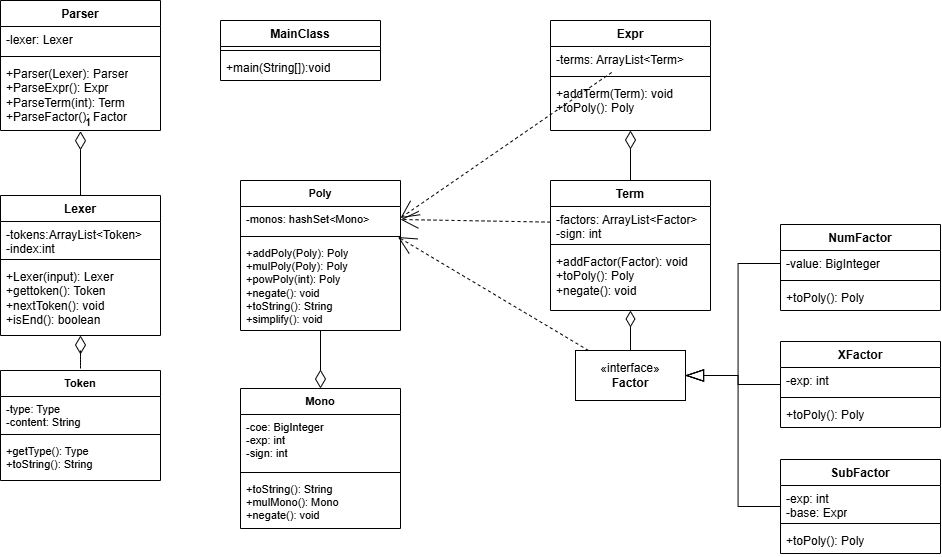 Parser
-lexer: Lexer
+Parser(Lexer): Parser
+ParseExpr(): Expr
+ParseTerm(int): Term
+ParseFactor(): Factor
1
Lexer
-tokens:ArrayList<Token>
-index:int
+Lexer(input): Lexer
+gettoken(): Token
+nextToken(): void
+isEnd(): boolean
Token
-type: Type
-content: String
+getType(): Type
+toString(): String
MainClass
+main(String[]):void
Poly
-monos: hashSet<Mono>
+addPoly(Poly): Poly
+mulPoly(Poly): Poly
+powPoly(int): Poly
+negate(): void
+toString(): String
+simplify(): void
Mono
-coe: BigInteger
-exp: int
-sign: int
+toString(): String
+mulMono(): Mono
+negate(): void
Expr
-terms: ArrayList<Term>
+addTerm(Term): void
+toPoly(): Poly
Term
-factors: ArrayList<Factor>
-sign: int
+addFactor(Factor): void
+toPoly(): Poly
+negate(): void
«interface»
Factor
NumFactor
-value: BigInteger
+toPoly(): Poly
XFactor
-exp: int
+toPoly(): Poly
SubFactor
-exp: int
-base: Expr
+toPoly(): Poly